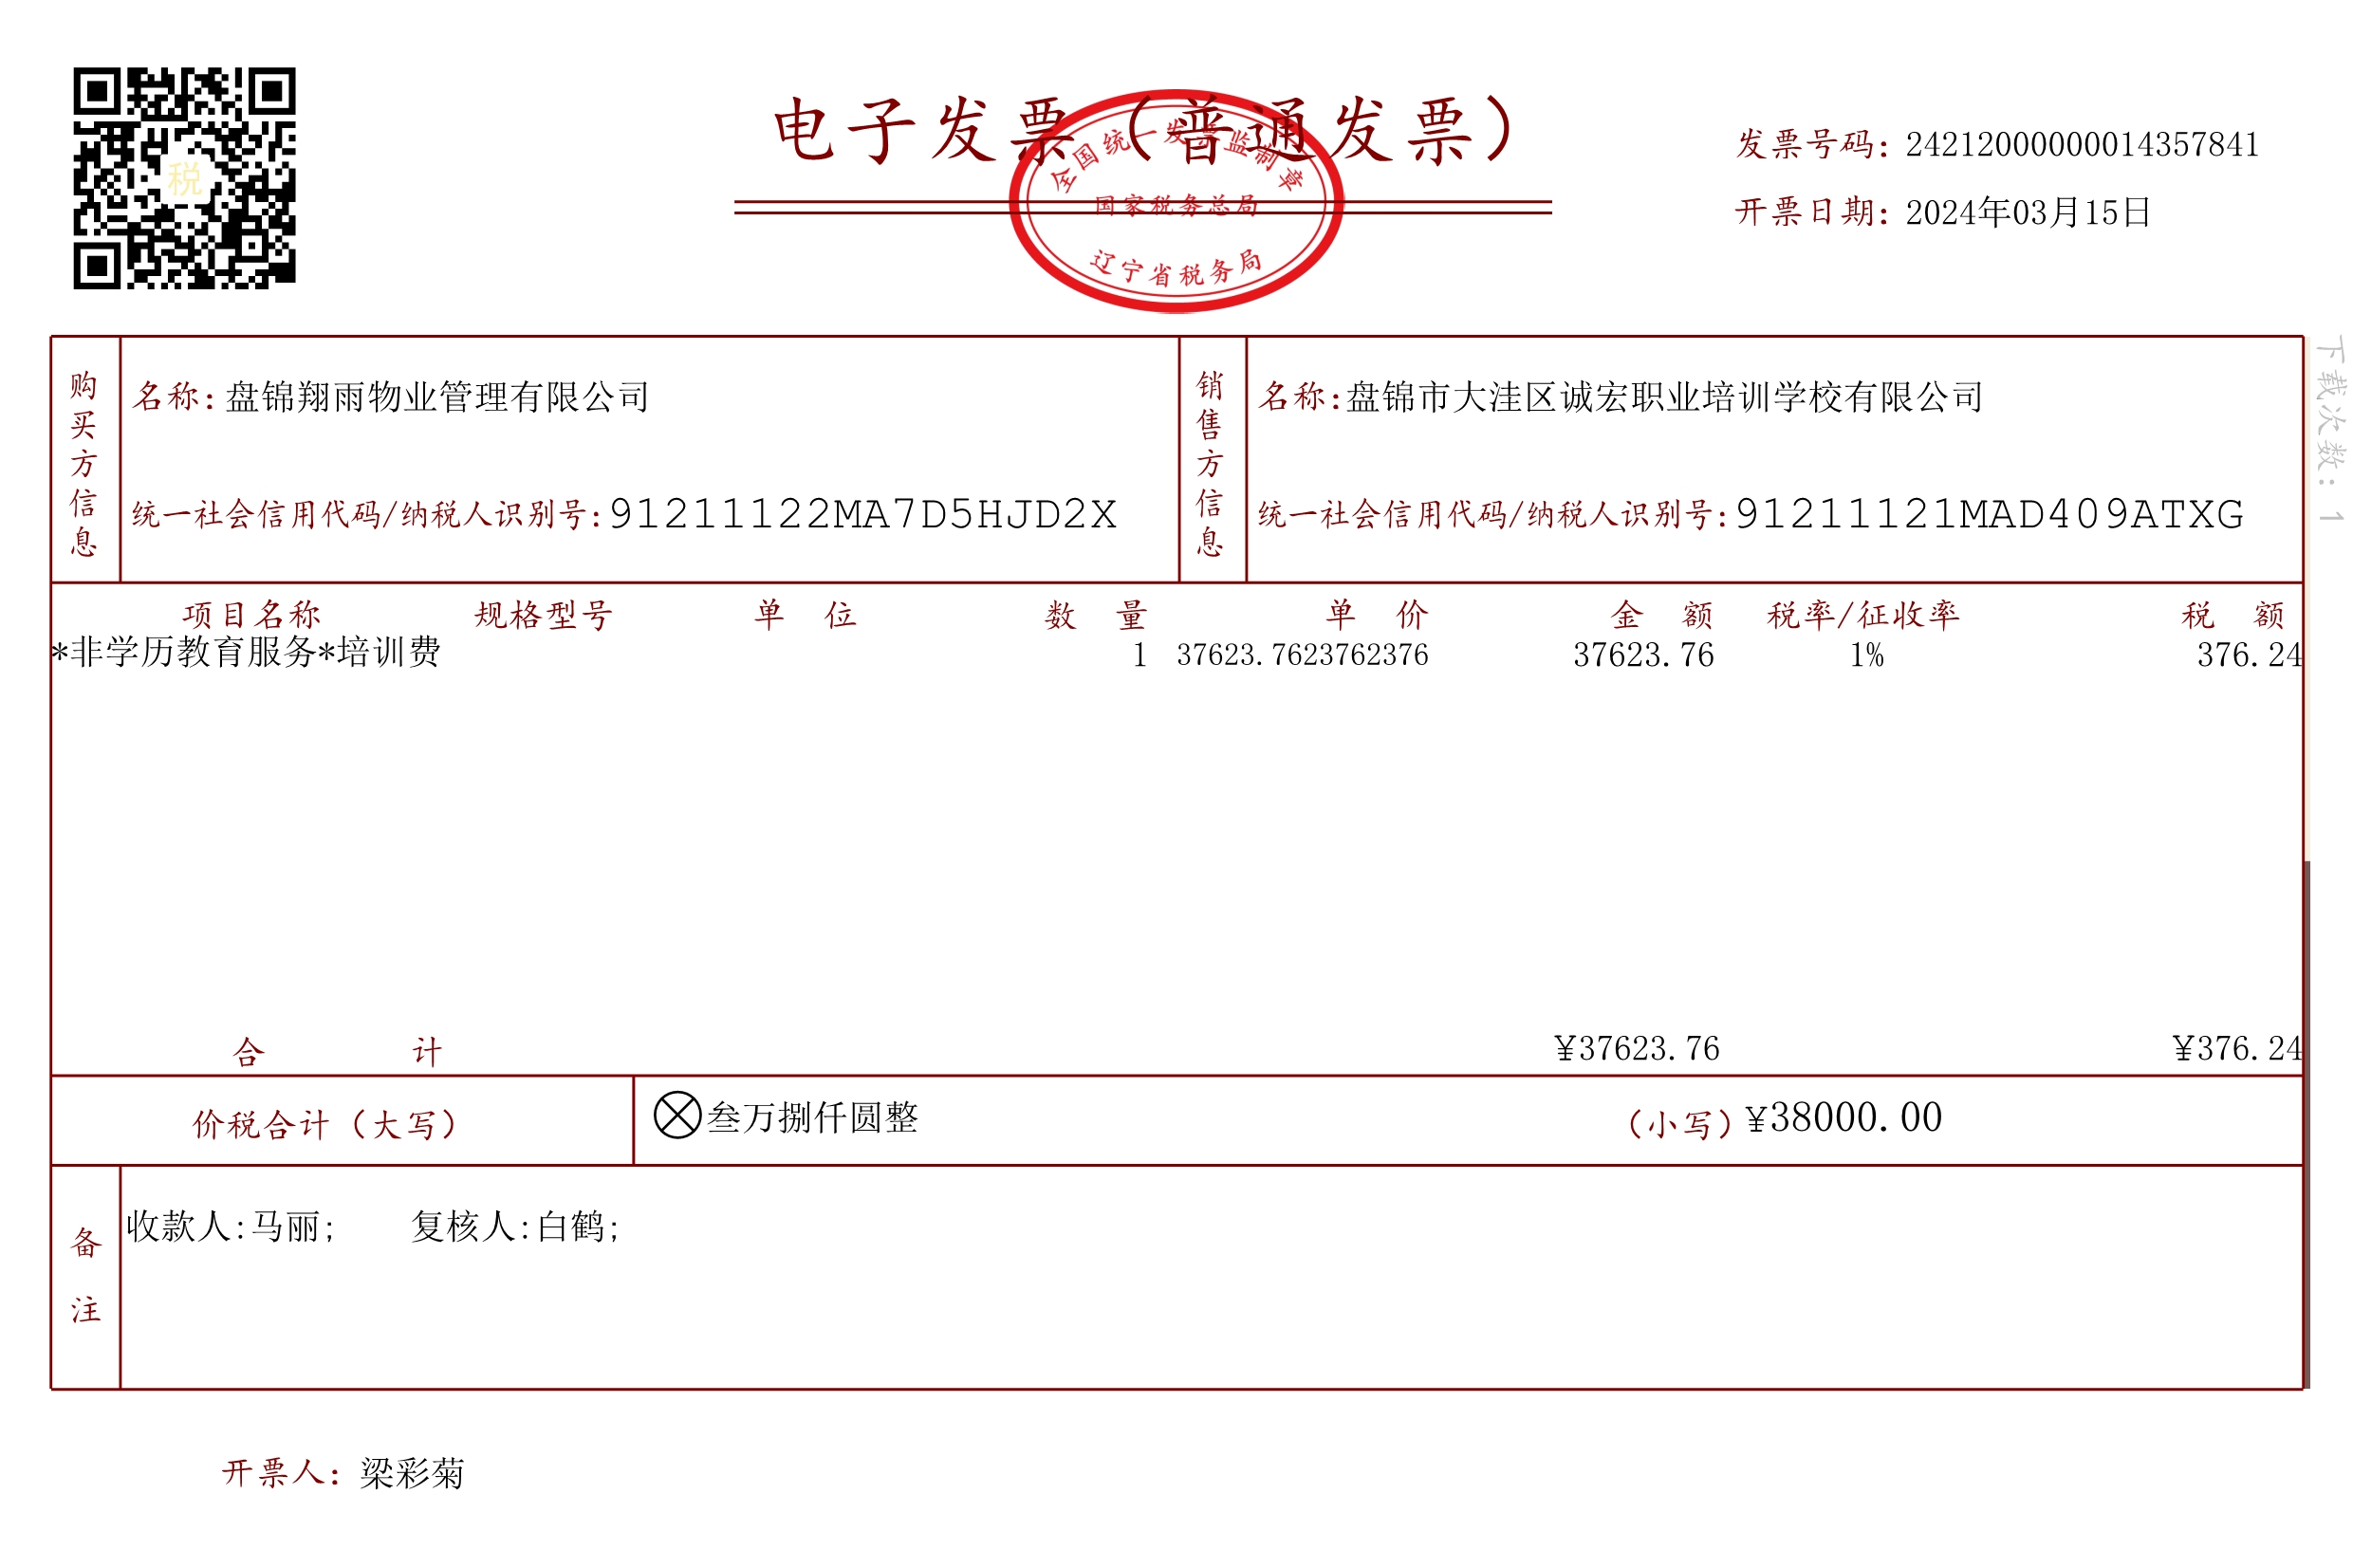 税
电子发票（普通发票）
全国统一发票监制章
国家税务总局
辽宁省税务局
发票号码：24212000000014357841
开票日期：2024年03月15日
下载次数：1
购买方信息
名称：盘锦翔雨物业管理有限公司
统一社会信用代码/纳税人识别号：91211122MA7D5HJD2X
销售方信息
名称：盘锦市大洼区诚宏职业培训学校有限公司
统一社会信用代码/纳税人识别号：91211121MAD409ATXG
项目名称 规格型号 单 位 数 量 单 价 金 额 税率/征收率 税 额
*非学历教育服务*培训费 1 37623.7623762376 37623.76 1% 376.24
合 计 ¥37623.76 ¥376.24
价税合计（大写） ⊗叁万捌仟圆整 （小写）¥38000.00
备注
收款人:马丽; 复核人:白鹤;
开票人：梁彩菊